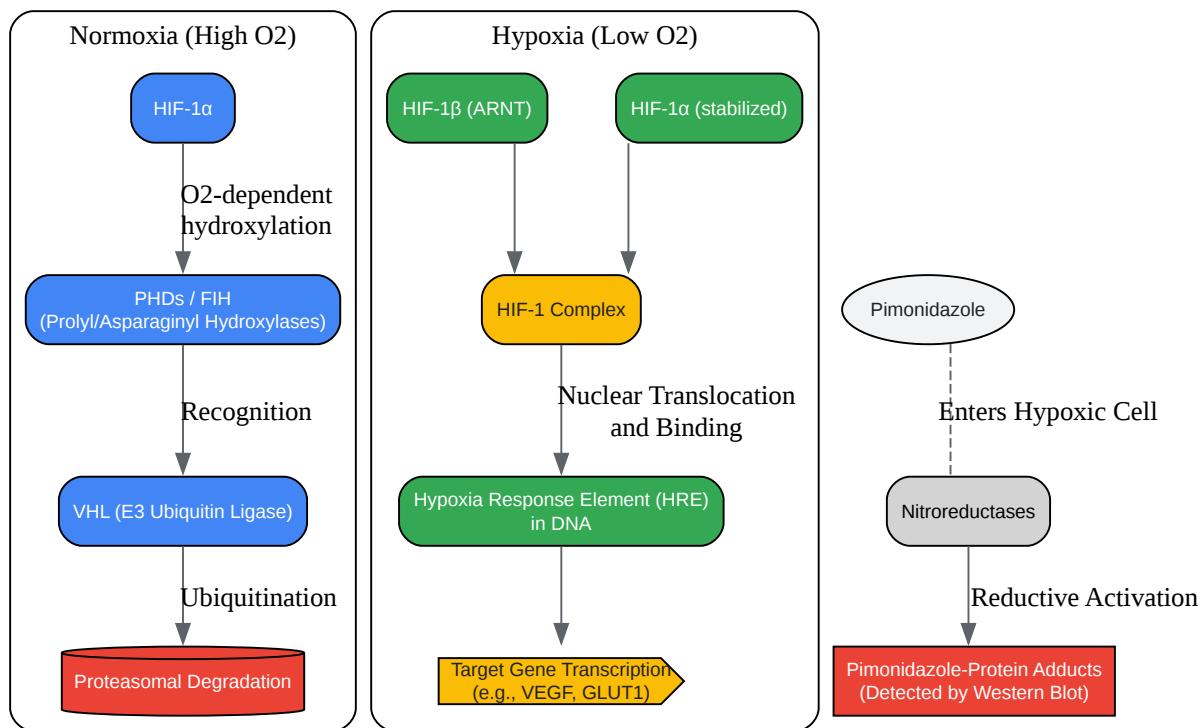 Normoxia (High O2)
HIF-1α
O2-dependent
hydroxylation
PHDs / FIH
(Prolyl/Asparaginyl Hydroxylases)
Recognition
VHL (E3 Ubiquitin Ligase)
Ubiquitination
Proteasomal Degradation
Hypoxia (Low O2)
HIF-1β (ARNT)
HIF-1α (stabilized)
HIF-1 Complex
Nuclear Translocation
and Binding
Hypoxia Response Element (HRE)
in DNA
Target Gene Transcription
(e.g., VEGF, GLUT1)
Pimonidazole
Enters Hypoxic Cell
Nitroreductases
Reductive Activation
Pimonidazole-Protein Adducts
(Detected by Western Blot)